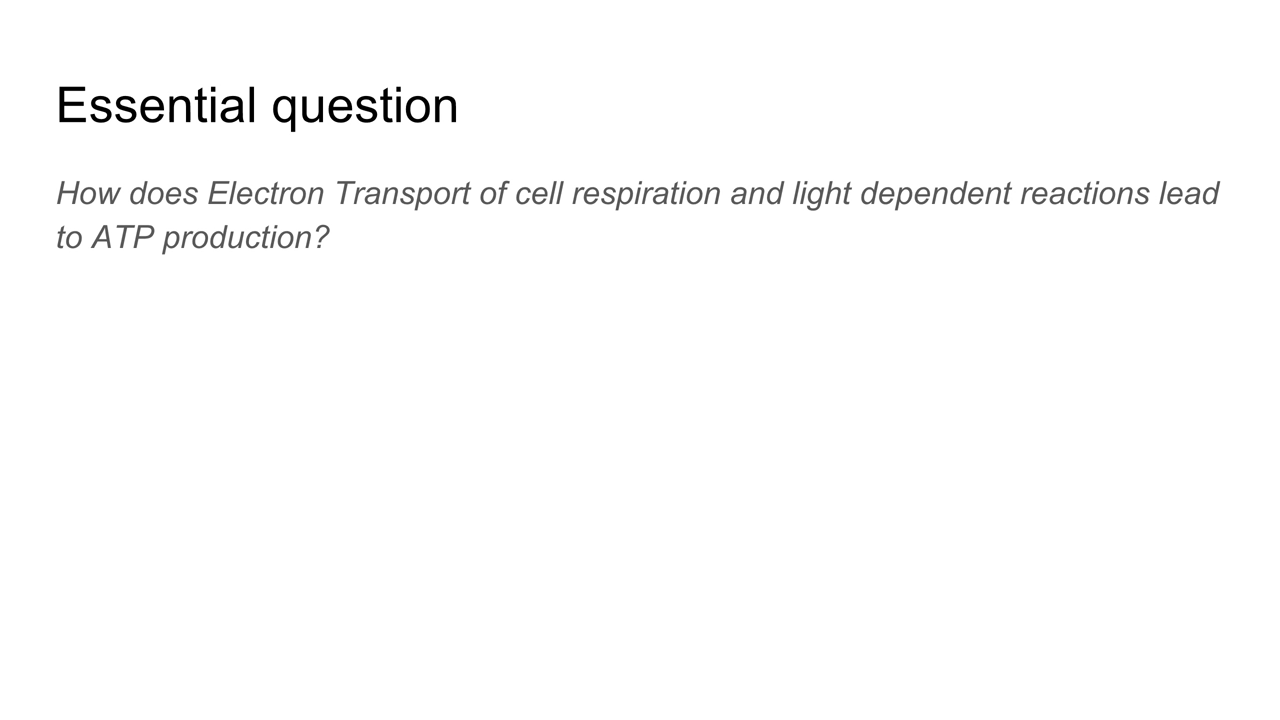 Essential question
How does Electron Transport of cell respiration and light dependent reactions lead
to ATP production?